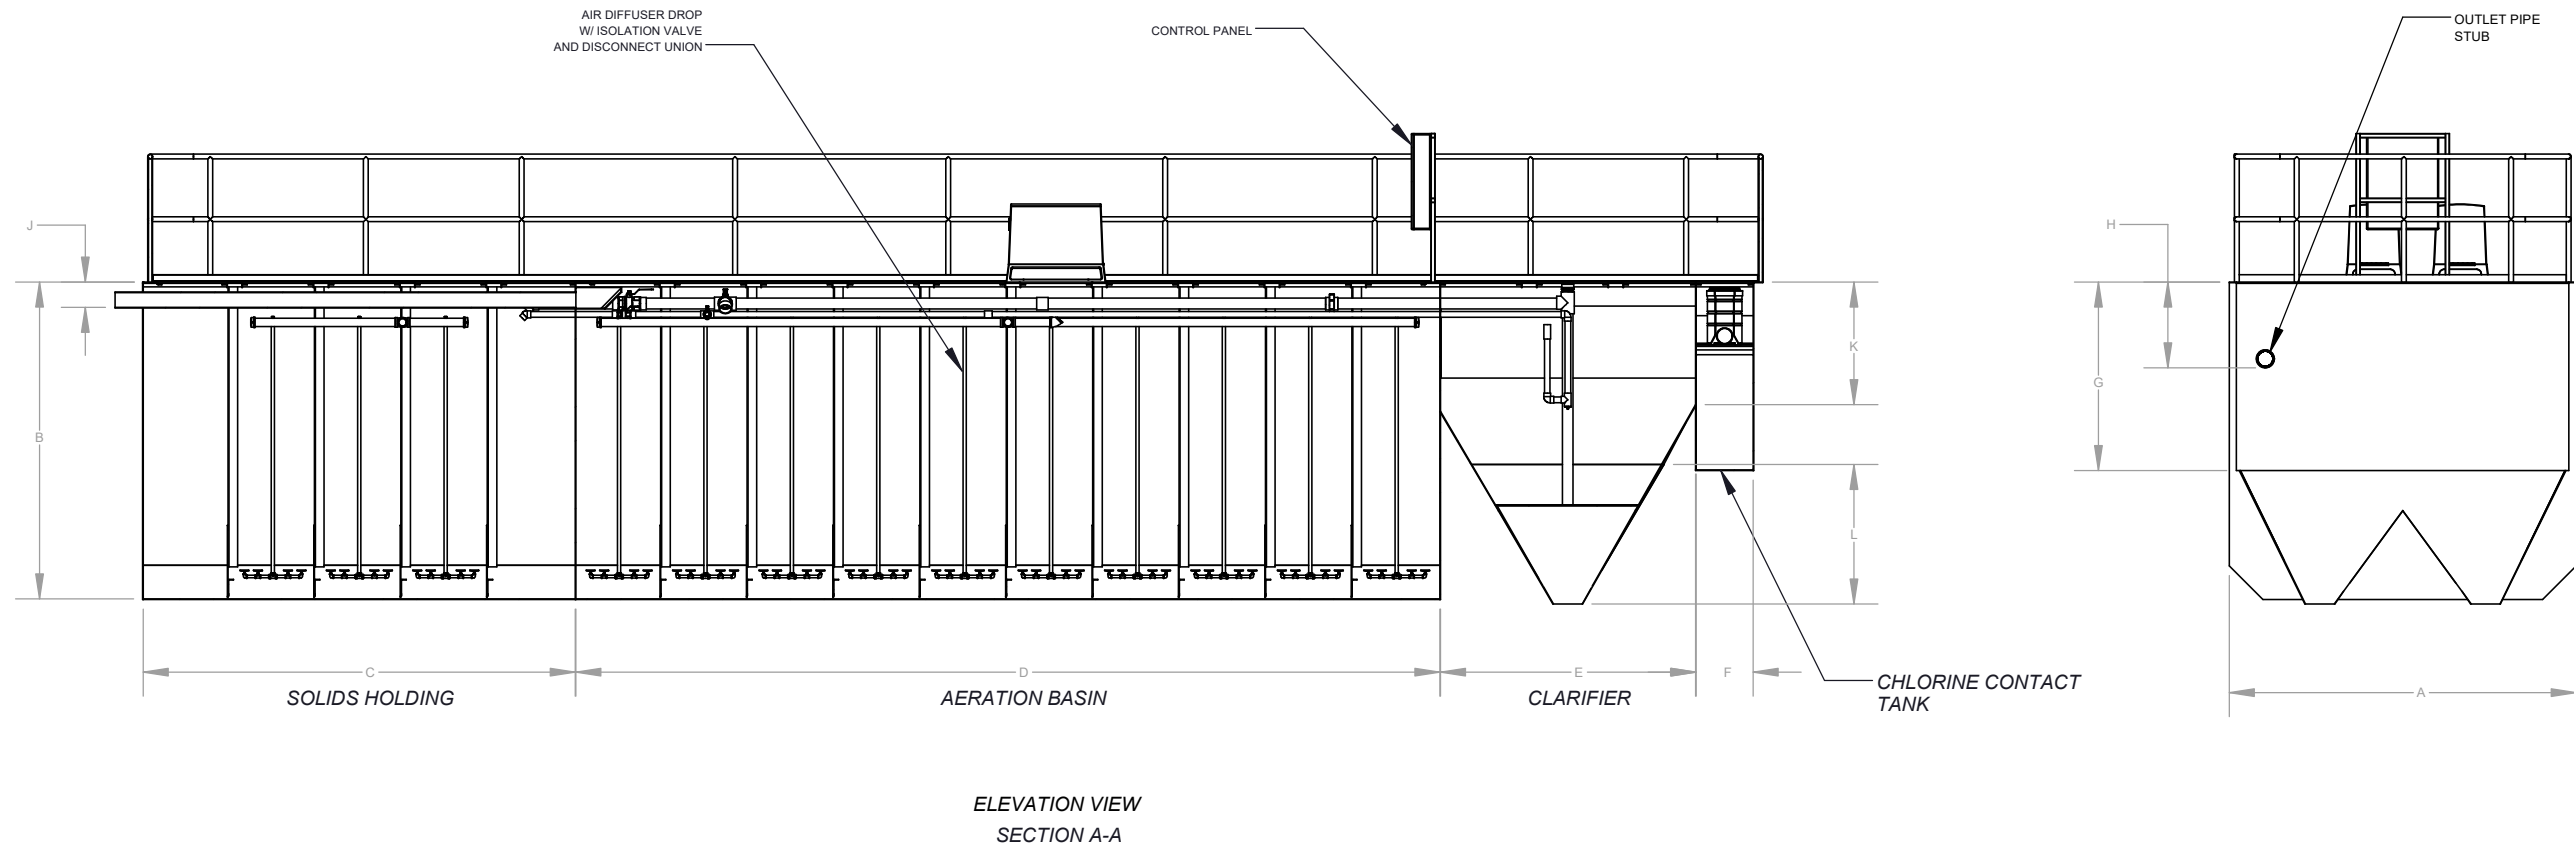 AIR DIFFUSER DROP
W/ ISOLATION VALVE
AND DISCONNECT UNION
CONTROL PANEL
OUTLET PIPE
STUB
J
H
K
G
B
L
C
D
E
F
A
SOLIDS HOLDING
AERATION BASIN
CLARIFIER
CHLORINE CONTACT
TANK
ELEVATION VIEW
SECTION A-A